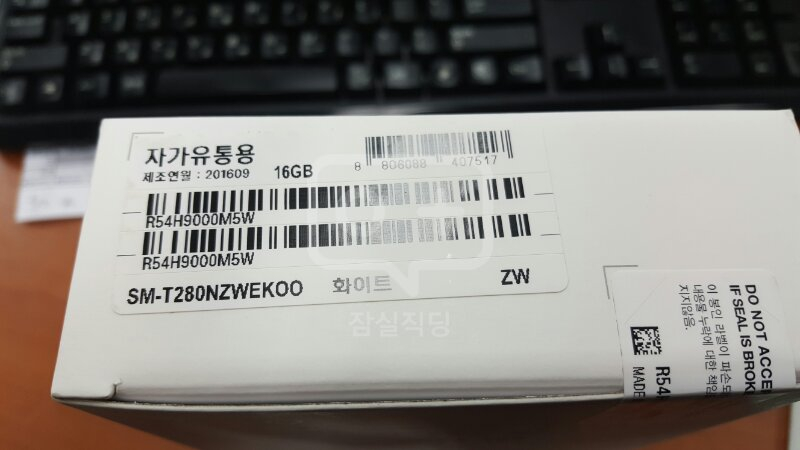 자가유통용
제조연월 : 201609 16GB
8 806088 407517
R54H9000M5W
R54H9000M5W
SM-T280NZWEKOO 화이트 ZW
잠실직딩
DO NOT ACCE
IF SEAL IS BROK
이 봉인 라벨이 파손되
내용물 누락에 대한 책임
지지않음.
R54
MADE